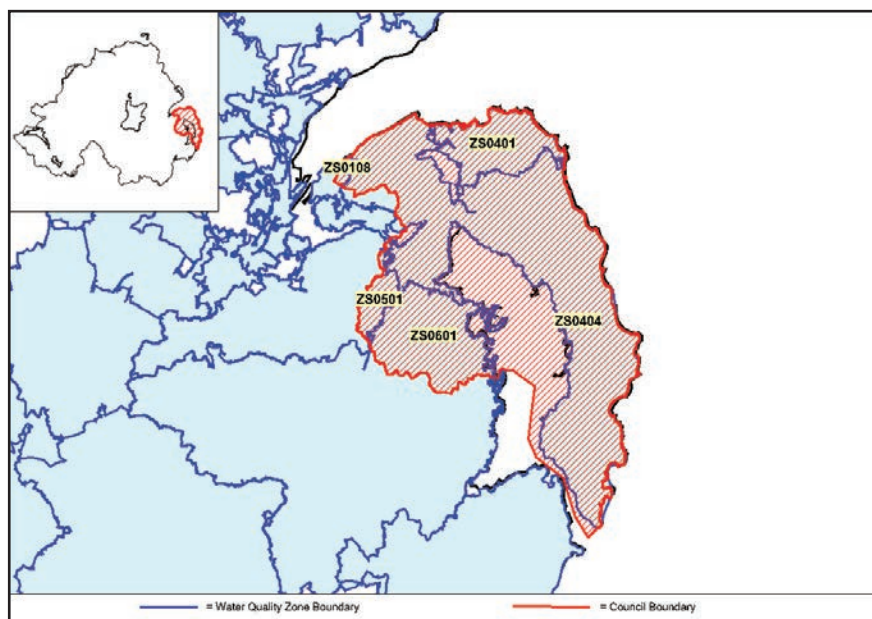 ZS0401
ZS0108
ZS0501
ZS0404
ZS0601
= Water Quality Zone Boundary
= Council Boundary